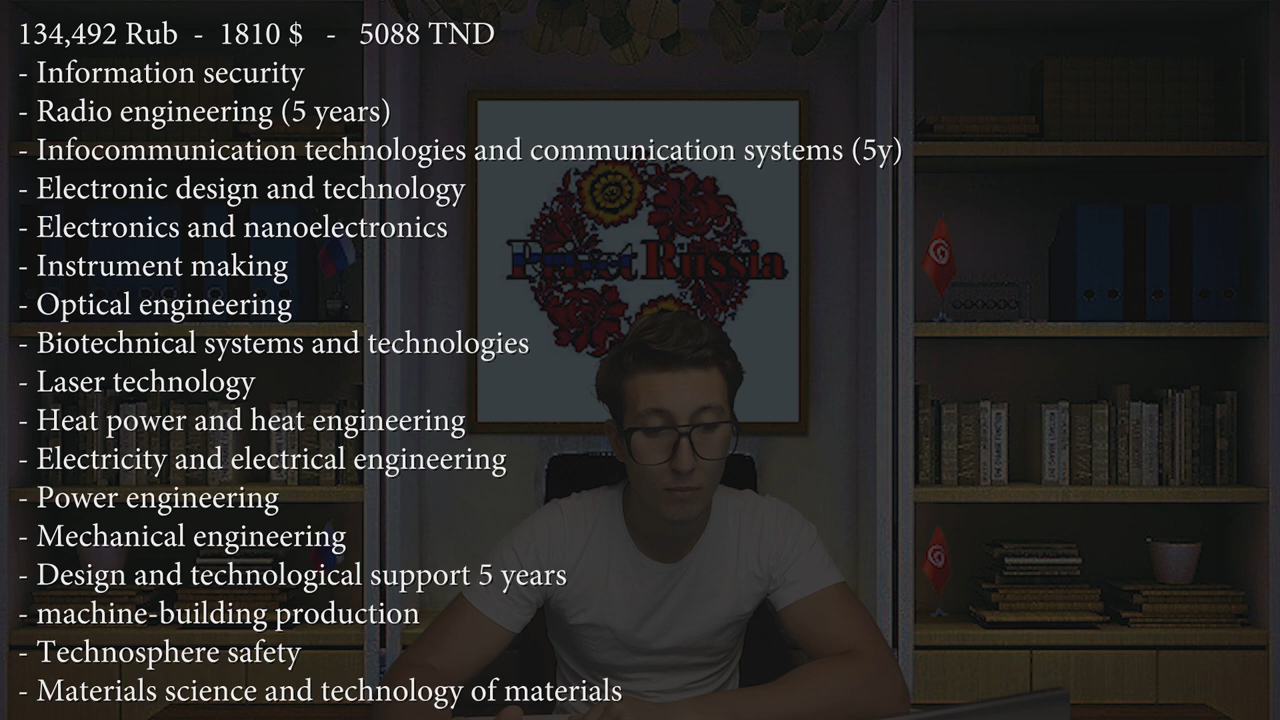 134,492 Rub - 1810 $ - 5088 TND
- Information security
- Radio engineering (5 years)
- Infocommunication technologies and communication systems (5y)
- Electronic design and technology
- Electronics and nanoelectronics
- Instrument making
- Optical engineering
- Biotechnical systems and technologies
- Laser technology
- Heat power and heat engineering
- Electricity and electrical engineering
- Power engineering
- Mechanical engineering
- Design and technological support 5 years
- machine-building production
- Technosphere safety
- Materials science and technology of materials
Russia